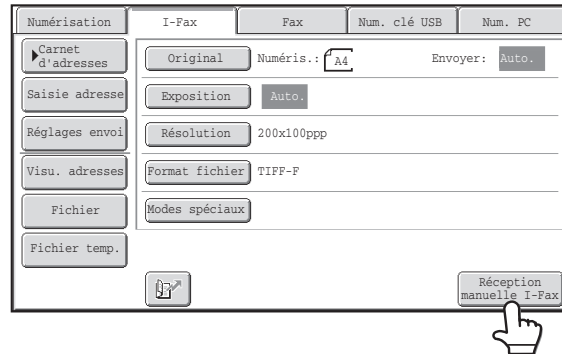 Numérisation I-Fax Fax Num. clé USB Num. PC
Carnet
d'adresses
Original Numéris.: A4 Envoyer: Auto.
Saisie adresse
Exposition Auto.
Réglages envoi
Résolution 200x100ppp
Visu. adresses
Format fichier TIFF-F
Fichier
Modes spéciaux
Fichier temp.
Réception
manuelle I-Fax